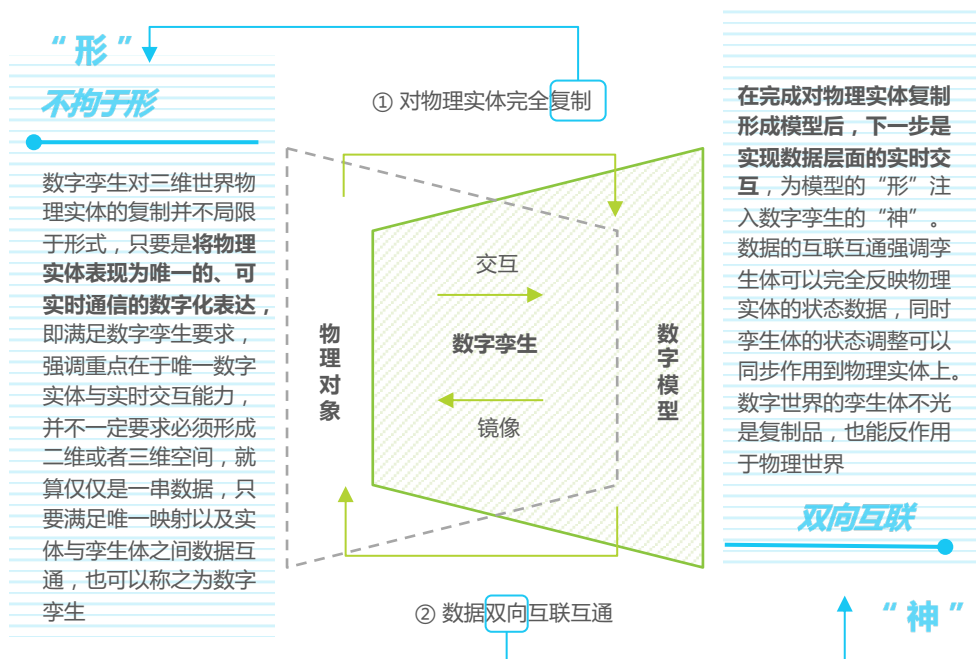 “形”
不拘于形
数字孪生对三维世界物
理实体的复制并不局限
于形式，只要是将物理
实体表现为唯一的、可
实时通信的数字化表达，
即满足数字孪生要求，
强调重点在于唯一数字
实体与实时交互能力，
并不一定要求必须形成
二维或者三维空间，就
算仅仅是一串数据，只
要满足唯一映射以及实
体与孪生体之间数据互
通，也可以称之为数字
孪生
① 对物理实体完全复制
物理对象
交互
数字孪生
镜像
数字模型
② 数据双向互联互通
在完成对物理实体复制
形成模型后，下一步是
实现数据层面的实时交
互，为模型的“形”注
入数字孪生的“神”。
数据的互联互通强调孪
生体可以完全反映物理
实体的状态数据，同时
孪生体的状态调整可以
同步作用到物理实体上。
数字世界的孪生体不光
是复制品，也能反作用
于物理世界
双向互联
“神”